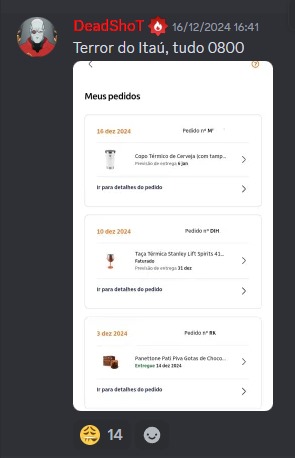 DeadShoT 16/12/2024 16:41
Terror do Itaú, tudo 0800
Meus pedidos
16 dez 2024 Pedido nº M'
Copo Térmico de Cerveja (com tamp...
Previsão de entrega 6 jan
Ir para detalhes do pedido
10 dez 2024 Pedido nº DIH
Taça Térmica Stanley Lift Spirits 41...
Faturado
Previsão de entrega 31 dez
Ir para detalhes do pedido
3 dez 2024 Pedido nº RK
Panettone Pati Piva Gotas de Choco...
Entregue 14 dez 2024
Ir para detalhes do pedido
14